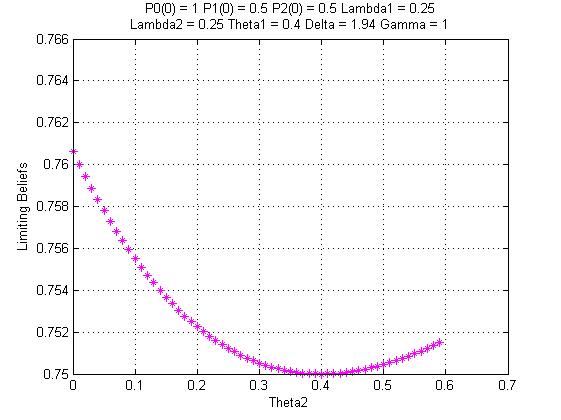 P0(0) = 1 P1(0) = 0.5 P2(0) = 0.5 Lambda1 = 0.25
Lambda2 = 0.25 Theta1 = 0.4 Delta = 1.94 Gamma = 1
0.766
0.764
0.762
0.76
0.758
0.756
0.754
0.752
0.75
Limiting Beliefs
0 0.1 0.2 0.3 0.4 0.5 0.6 0.7
Theta2